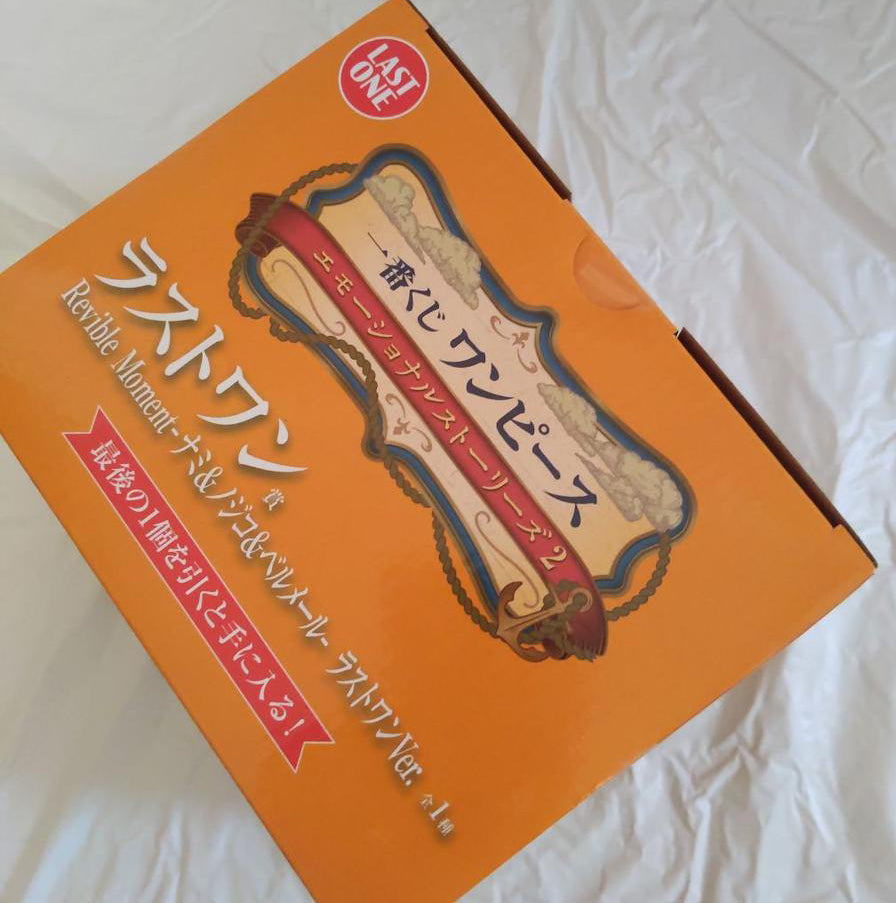 LAST
ONE
一番くじ ワンピース
エモーショナルストーリーズ2
ラストワン賞
Revible Moment-ナミ&ノジコ&ベルメール- ラストワンVer. 全1種
最後の1個を引くと手に入る!